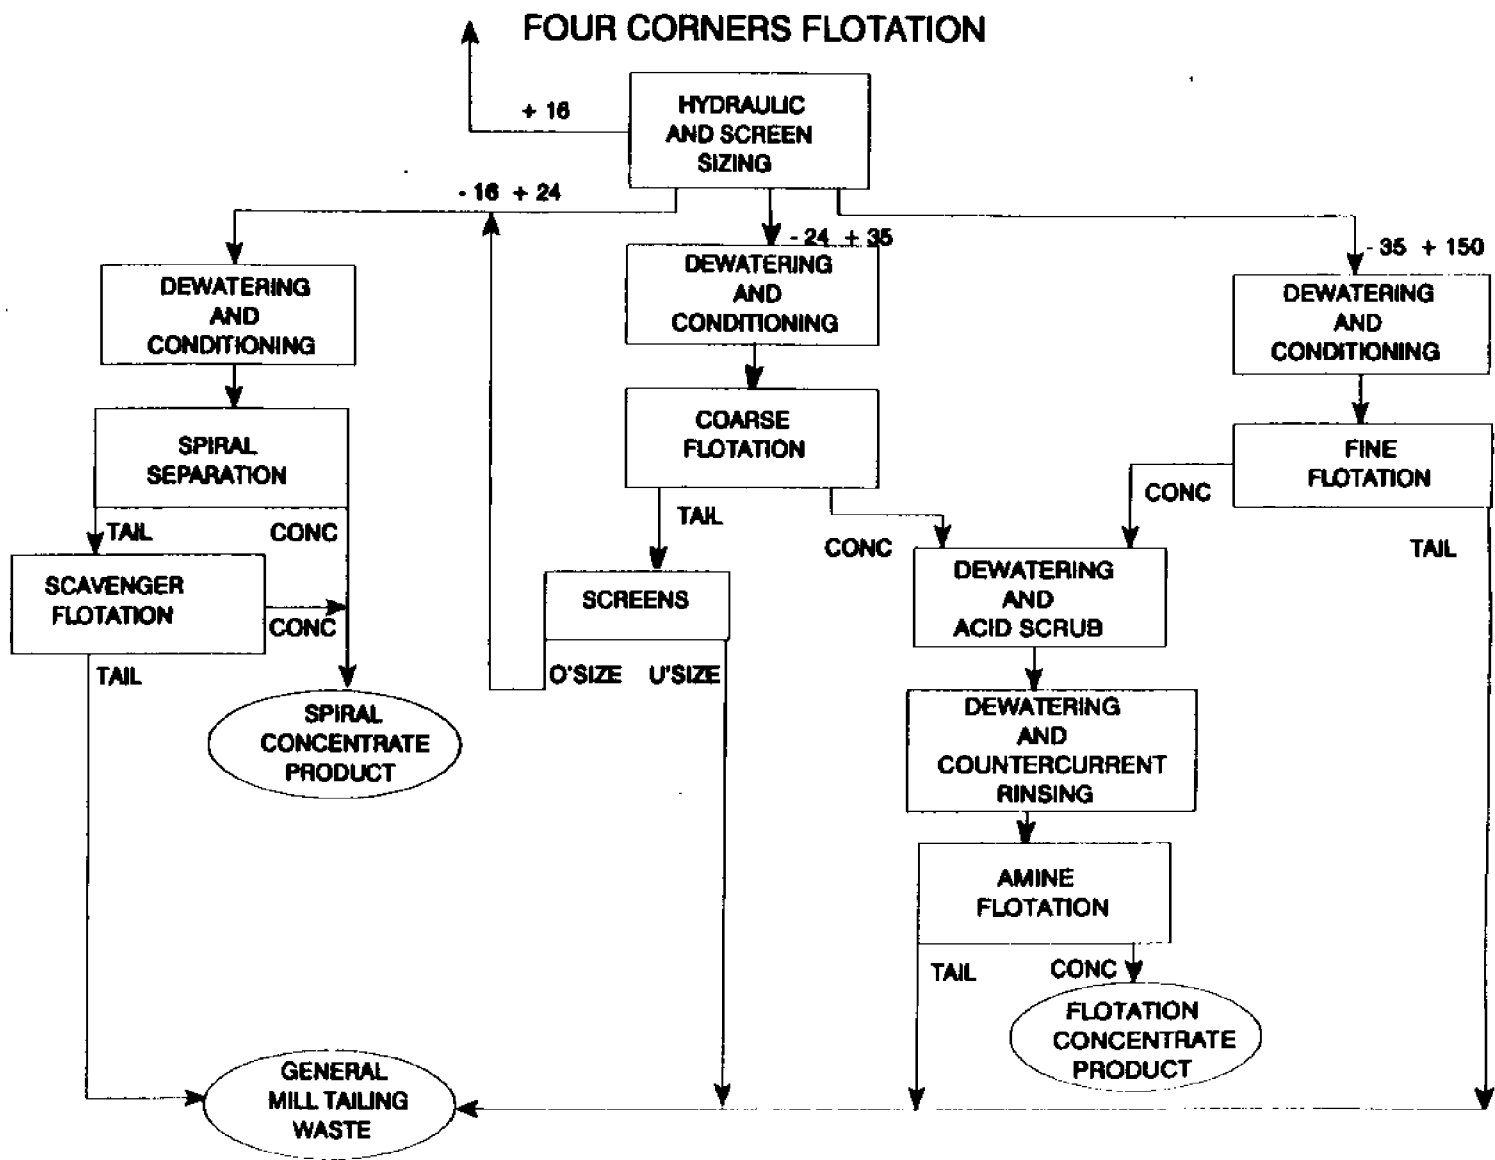 FOUR CORNERS FLOTATION
+ 16
HYDRAULIC
AND SCREEN
SIZING
- 16 + 24
- 24 + 35
- 35 + 150
DEWATERING
AND
CONDITIONING
DEWATERING
AND
CONDITIONING
DEWATERING
AND
CONDITIONING
SPIRAL
SEPARATION
COARSE
FLOTATION
FINE
FLOTATION
TAIL
CONC
TAIL
CONC
CONC
TAIL
SCAVENGER
FLOTATION
CONC
TAIL
SCREENS
O'SIZE
U'SIZE
DEWATERING
AND
ACID SCRUB
SPIRAL
CONCENTRATE
PRODUCT
DEWATERING
AND
COUNTERCURRENT
RINSING
AMINE
FLOTATION
TAIL
CONC
FLOTATION
CONCENTRATE
PRODUCT
GENERAL
MILL TAILING
WASTE